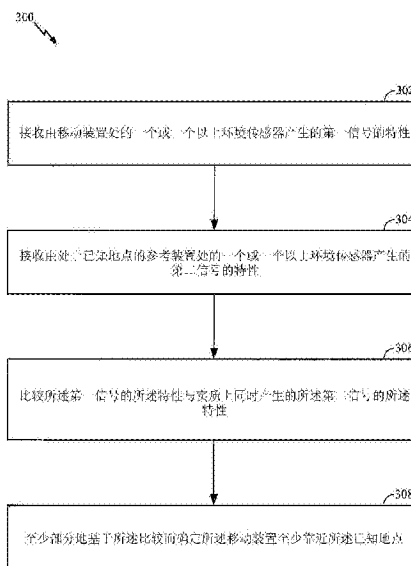 300
302
接收由移动装置处的一个或一个以上环境传感器产生的第一信号的特性
304
接收由处于已知地点的参考装置处的一个或一个以上环境传感器产生的
第二信号的特性
306
比较所述第一信号的所述特性与实质上同时产生的所述第二信号的所述
特性
308
至少部分地基于所述比较而确定所述移动装置至少靠近所述已知地点